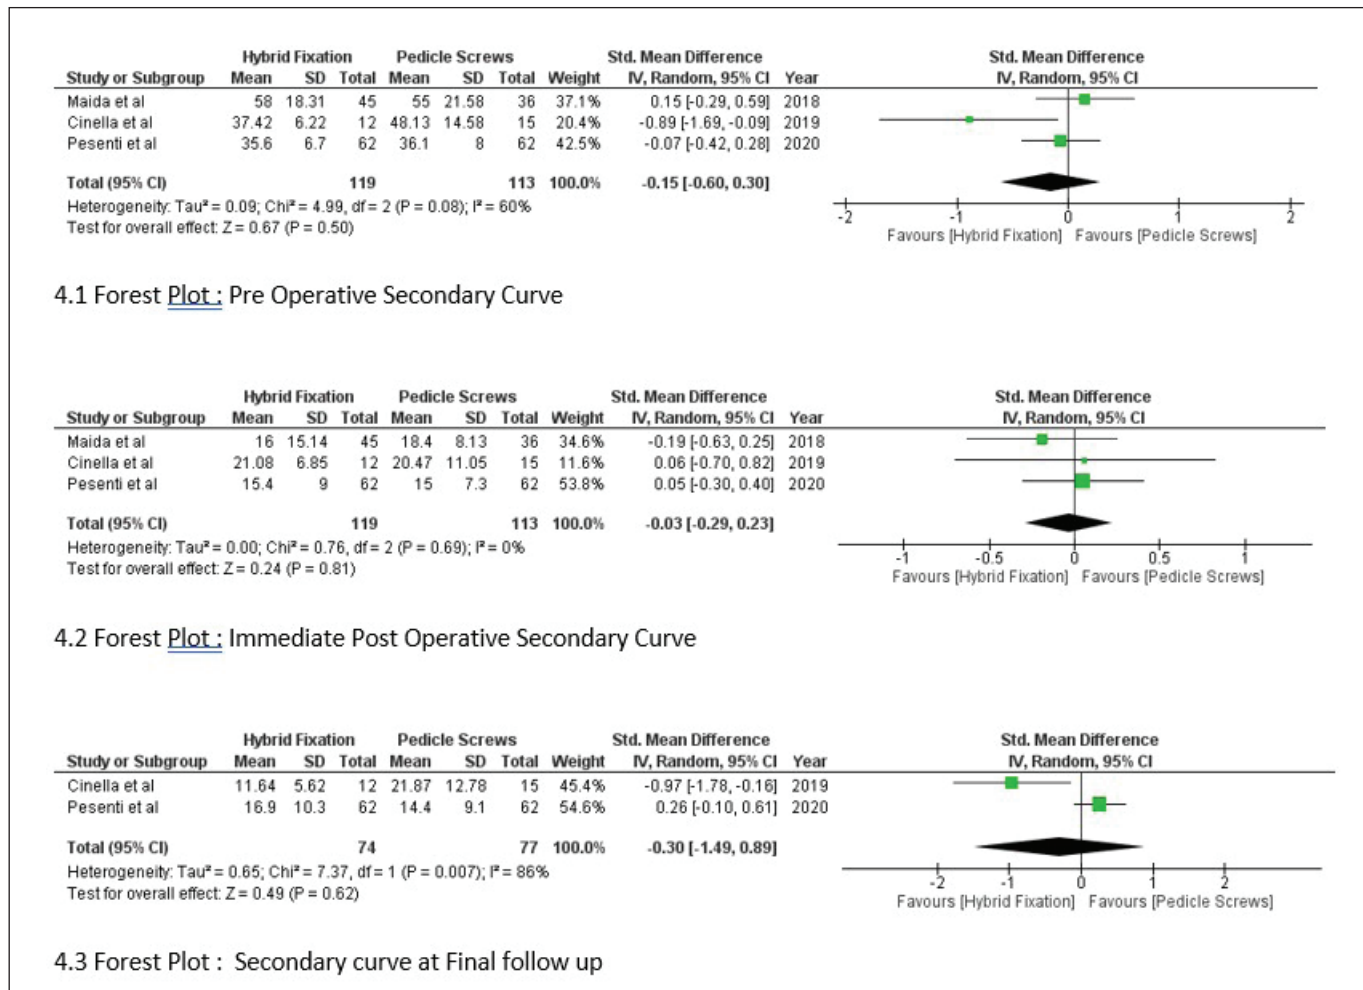 Hybrid Fixation Pedicle Screws Std. Mean Difference Std. Mean Difference
Study or Subgroup Mean SD Total Mean SD Total Weight IV, Random, 95% CI Year IV, Random, 95% CI
Maida et al 58 18.31 45 55 21.58 36 37.1% 0.15 [-0.29, 0.59] 2018
Cinella et al 37.42 6.22 12 48.13 14.58 15 20.4% -0.89 [-1.69, -0.09] 2019
Pesenti et al 35.6 6.7 62 36.1 8 62 42.5% -0.07 [-0.42, 0.28] 2020
Total (95% CI) 119 113 100.0% -0.15 [-0.60, 0.30]
Heterogeneity: Tau² = 0.09; Chi² = 4.99, df = 2 (P = 0.08); I² = 60%
Test for overall effect: Z = 0.67 (P = 0.50)
-2 -1 0 1 2
Favours [Hybrid Fixation] Favours [Pedicle Screws]
4.1 Forest Plot : Pre Operative Secondary Curve
Hybrid Fixation Pedicle Screws Std. Mean Difference Std. Mean Difference
Study or Subgroup Mean SD Total Mean SD Total Weight IV, Random, 95% CI Year IV, Random, 95% CI
Maida et al 16 15.14 45 18.4 8.13 36 34.6% -0.19 [-0.63, 0.25] 2018
Cinella et al 21.08 6.85 12 20.47 11.05 15 11.6% 0.06 [-0.70, 0.82] 2019
Pesenti et al 15.4 9 62 15 7.3 62 53.8% 0.05 [-0.30, 0.40] 2020
Total (95% CI) 119 113 100.0% -0.03 [-0.29, 0.23]
Heterogeneity: Tau² = 0.00; Chi² = 0.76, df = 2 (P = 0.69); I² = 0%
Test for overall effect: Z = 0.24 (P = 0.81)
-1 -0.5 0 0.5 1
Favours [Hybrid Fixation] Favours [Pedicle Screws]
4.2 Forest Plot : Immediate Post Operative Secondary Curve
Hybrid Fixation Pedicle Screws Std. Mean Difference Std. Mean Difference
Study or Subgroup Mean SD Total Mean SD Total Weight IV, Random, 95% CI Year IV, Random, 95% CI
Cinella et al 11.64 5.62 12 21.87 12.78 15 45.4% -0.97 [-1.78, -0.16] 2019
Pesenti et al 16.9 10.3 62 14.4 9.1 62 54.6% 0.26 [-0.10, 0.61] 2020
Total (95% CI) 74 77 100.0% -0.30 [-1.49, 0.89]
Heterogeneity: Tau² = 0.65; Chi² = 7.37, df = 1 (P = 0.007); I² = 86%
Test for overall effect: Z = 0.49 (P = 0.62)
-2 -1 0 1 2
Favours [Hybrid Fixation] Favours [Pedicle Screws]
4.3 Forest Plot : Secondary curve at Final follow up